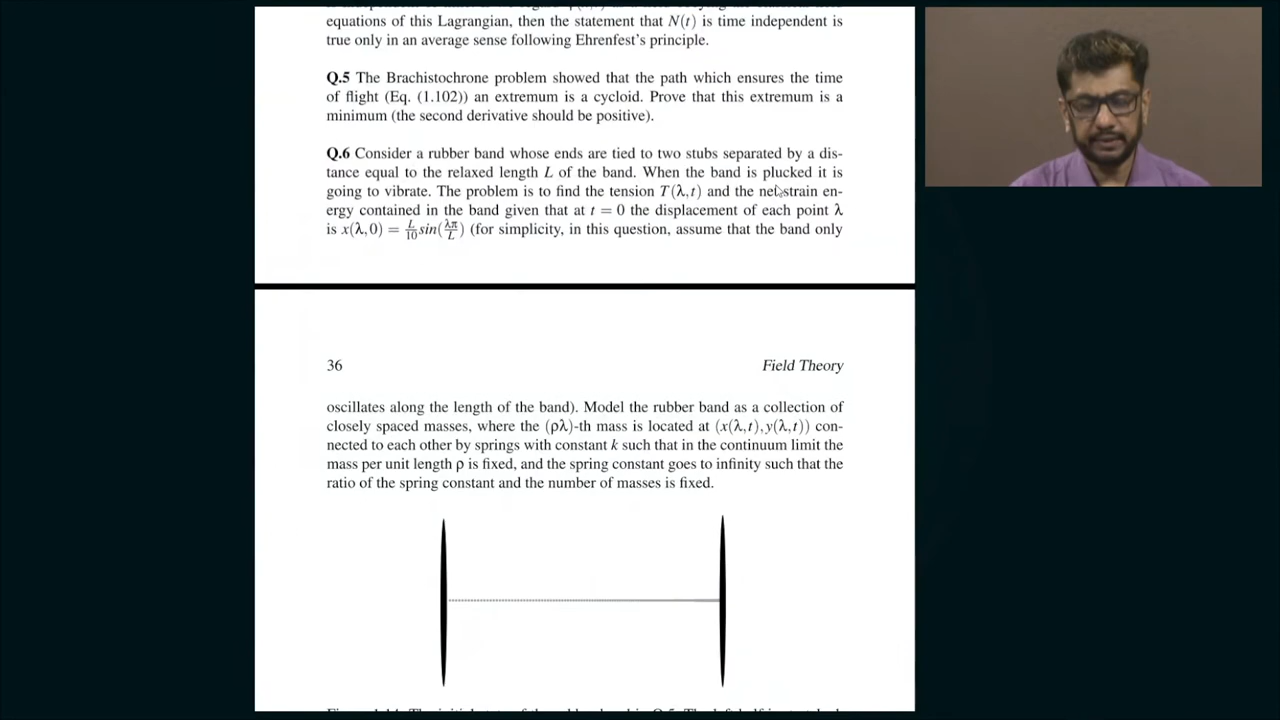 equations of this Lagrangian, then the statement that N(t) is time independent is
true only in an average sense following Ehrenfest's principle.
Q.5 The Brachistochrone problem showed that the path which ensures the time
of flight (Eq. (1.102)) an extremum is a cycloid. Prove that this extremum is a
minimum (the second derivative should be positive).
Q.6 Consider a rubber band whose ends are tied to two stubs separated by a dis-
tance equal to the relaxed length L of the band. When the band is plucked it is
going to vibrate. The problem is to find the tension T(λ,t) and the net strain en-
ergy contained in the band given that at t = 0 the displacement of each point λ
is x(λ,0) = L/10 sin(λπ/L) (for simplicity, in this question, assume that the band only
36 Field Theory
oscillates along the length of the band). Model the rubber band as a collection of
closely spaced masses, where the (ρλ)-th mass is located at (x(λ,t),y(λ,t)) con-
nected to each other by springs with constant k such that in the continuum limit the
mass per unit length ρ is fixed, and the spring constant goes to infinity such that the
ratio of the spring constant and the number of masses is fixed.